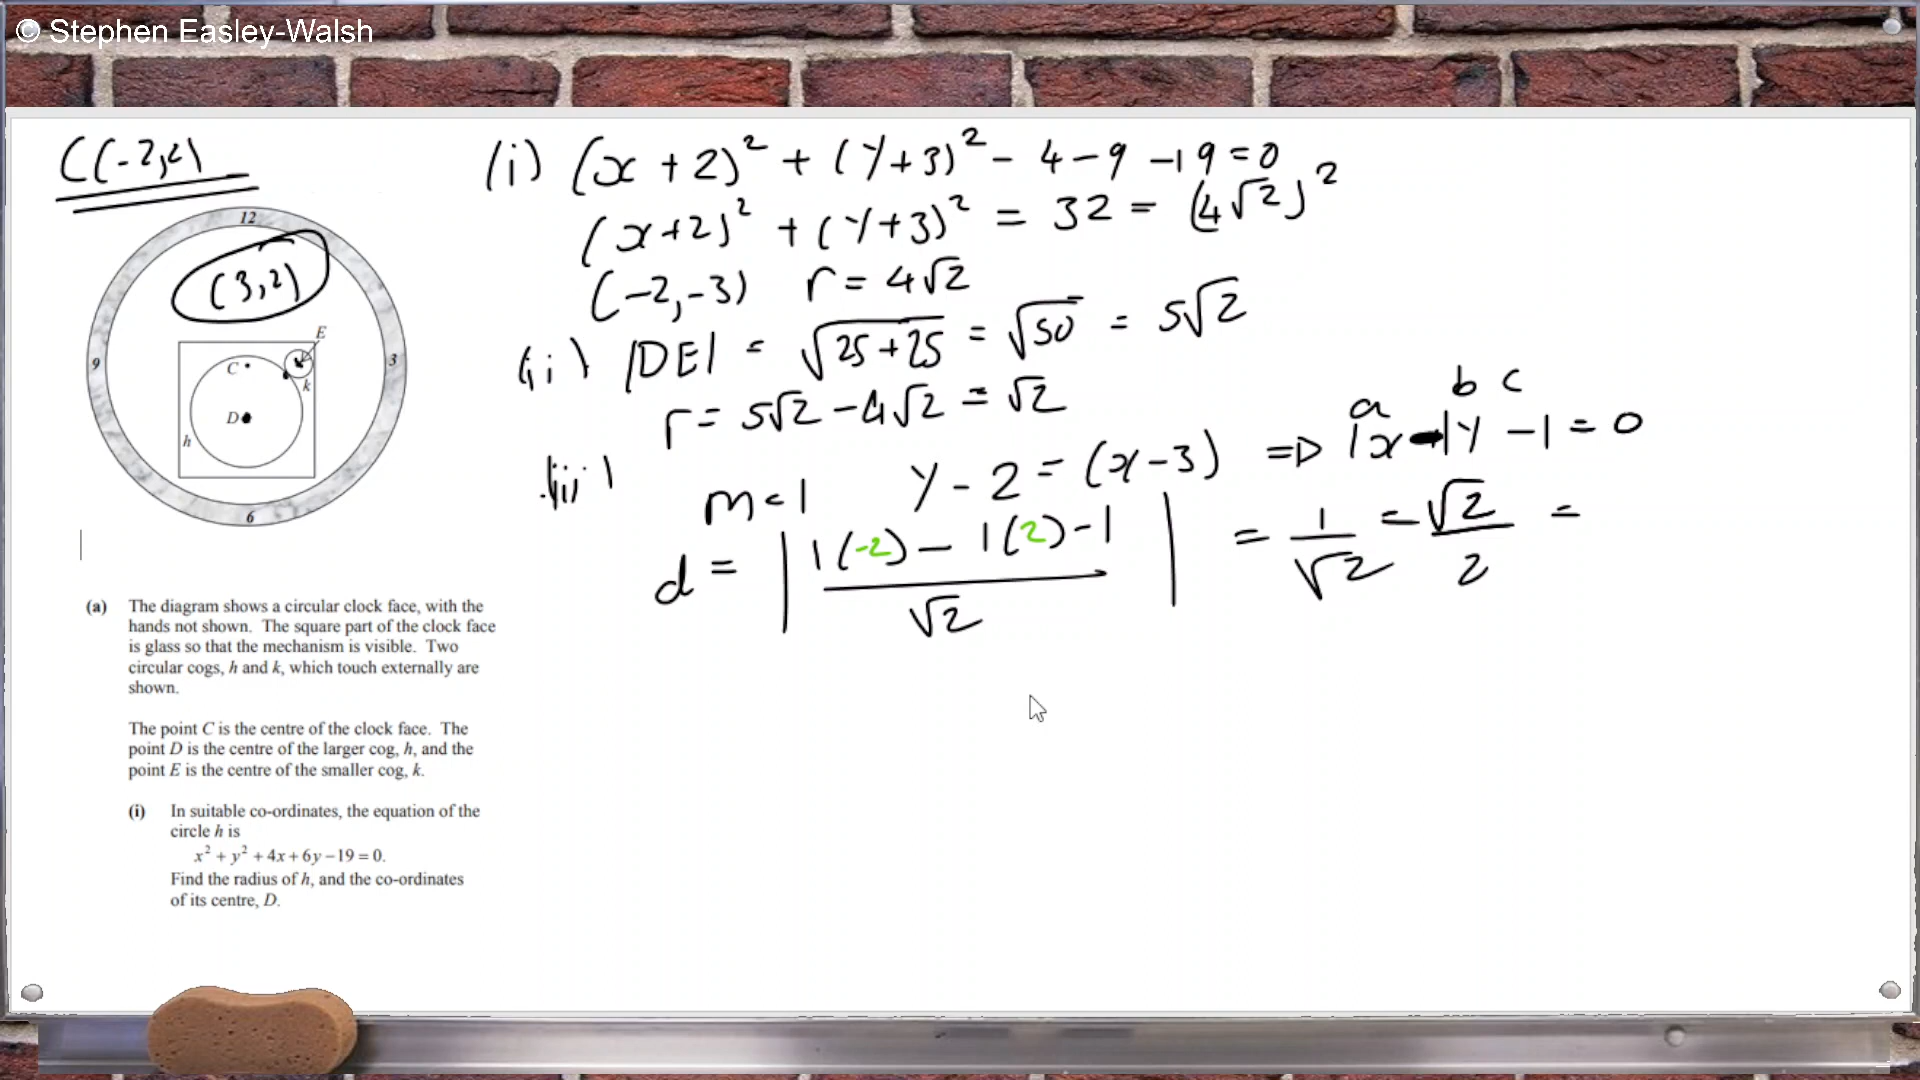 © Stephen Easley-Walsh
C(-2,2)
(i) (x + 2)² + (y+3)² - 4 - 9 - 19 = 0
(x+2)² + (y+3)² = 32 = (4√2)²
(-2,-3) r = 4√2
(ii) |DE| = √25+25 = √50 = 5√2
r = 5√2 - 4√2 = √2
(iii) m = 1 y - 2 = (x - 3) => 1x - 1y - 1 = 0
a b c
d = | 1(-2) - 1(2) - 1 / √2 | = 1/√2 = √2/2 =
(3,2)
12
9
3
6
E
C
k
D
h
(a) The diagram shows a circular clock face, with the
hands not shown. The square part of the clock face
is glass so that the mechanism is visible. Two
circular cogs, h and k, which touch externally are
shown.
The point C is the centre of the clock face. The
point D is the centre of the larger cog, h, and the
point E is the centre of the smaller cog, k.
(i) In suitable co-ordinates, the equation of the
circle h is
x² + y² + 4x + 6y – 19 = 0.
Find the radius of h, and the co-ordinates
of its centre, D.